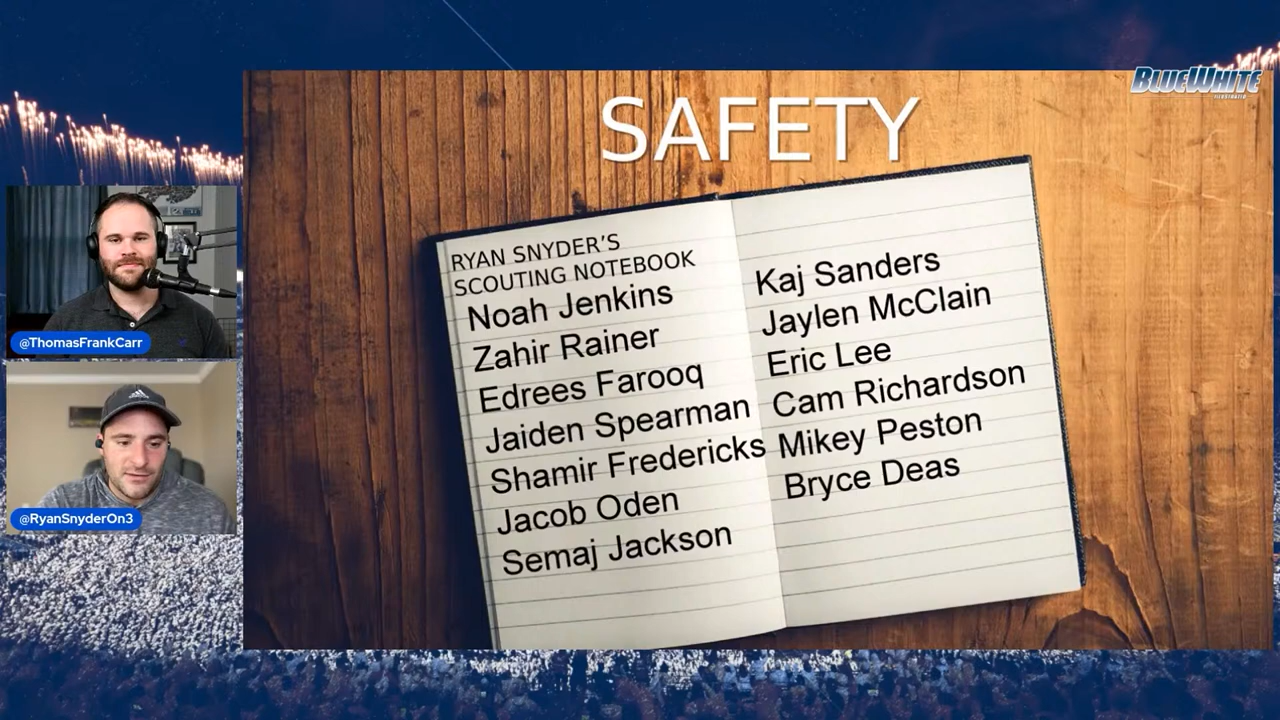 BLUEWHITE
ILLUSTRATED
SAFETY
RYAN SNYDER'S
SCOUTING NOTEBOOK
Noah Jenkins
Zahir Rainer
Edrees Farooq
Jaiden Spearman
Shamir Fredericks
Jacob Oden
Semaj Jackson
Kaj Sanders
Jaylen McClain
Eric Lee
Cam Richardson
Mikey Peston
Bryce Deas
@ThomasFrankCarr
@RyanSnyderOn3